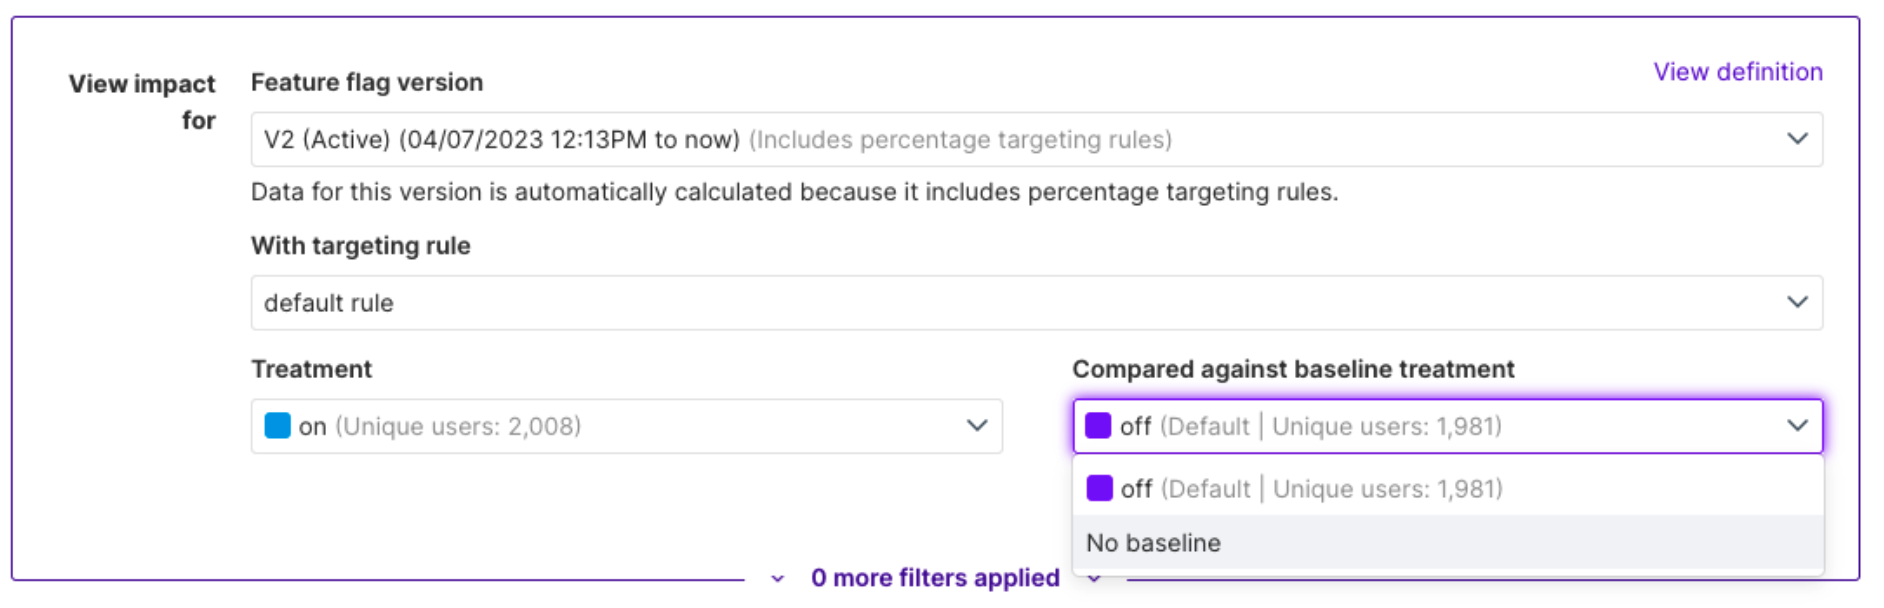 View impact
for
Feature flag version
View definition
V2 (Active) (04/07/2023 12:13PM to now) (Includes percentage targeting rules)
Data for this version is automatically calculated because it includes percentage targeting rules.
With targeting rule
default rule
Treatment
on (Unique users: 2,008)
Compared against baseline treatment
off (Default | Unique users: 1,981)
off (Default | Unique users: 1,981)
No baseline
0 more filters applied